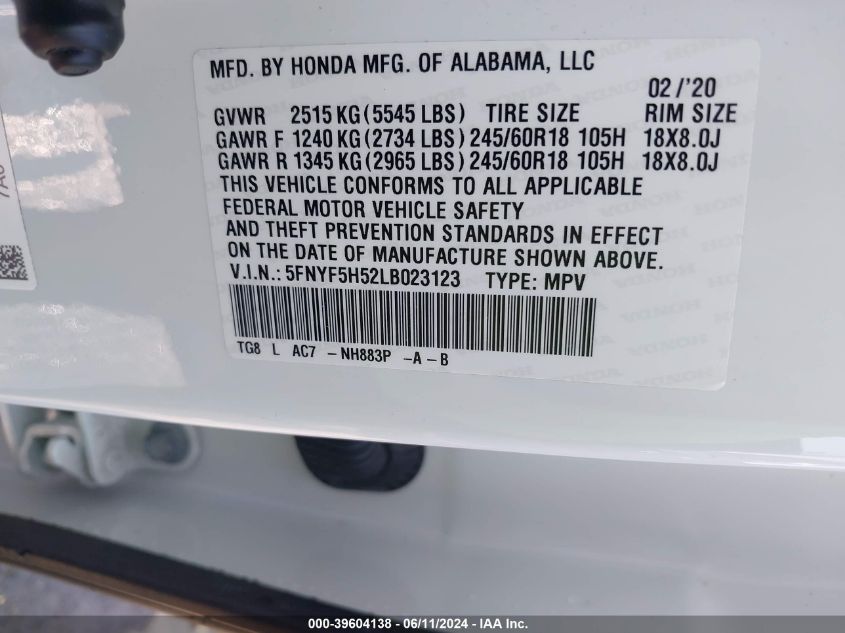 MFD. BY HONDA MFG. OF ALABAMA, LLC
02/'20
GVWR 2515 KG (5545 LBS) TIRE SIZE RIM SIZE
GAWR F 1240 KG (2734 LBS) 245/60R18 105H 18X8.0J
GAWR R 1345 KG (2965 LBS) 245/60R18 105H 18X8.0J
THIS VEHICLE CONFORMS TO ALL APPLICABLE
FEDERAL MOTOR VEHICLE SAFETY
AND THEFT PREVENTION STANDARDS IN EFFECT
ON THE DATE OF MANUFACTURE SHOWN ABOVE.
V.I.N.: 5FNYF5H52LB023123 TYPE: MPV
TG8 L AC7 -NH883P -A-B
000-39604138 - 06/11/2024 - IAA Inc.